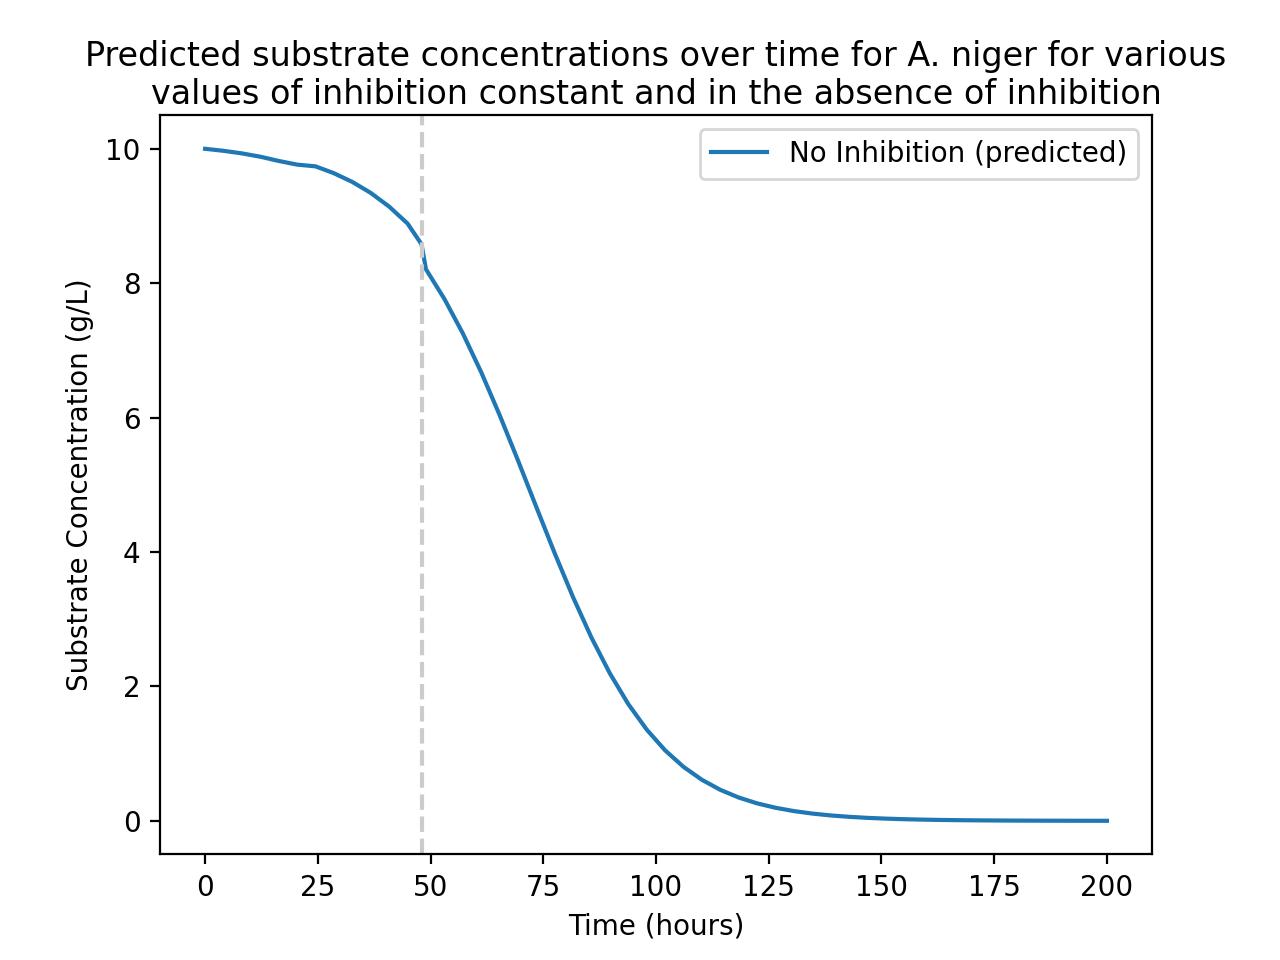 Predicted substrate concentrations over time for A. niger for various
values of inhibition constant and in the absence of inhibition
No Inhibition (predicted)
Substrate Concentration (g/L)
10
8
6
4
2
0
0 25 50 75 100 125 150 175 200
Time (hours)